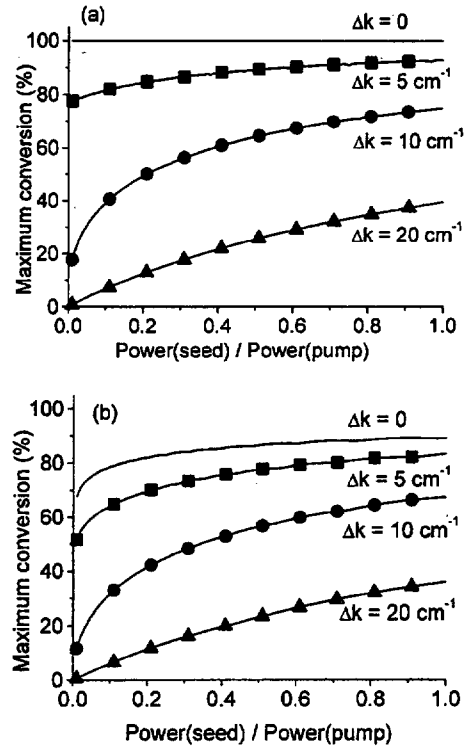 (a)
Δk = 0
Δk = 5 cm⁻¹
Δk = 10 cm⁻¹
Δk = 20 cm⁻¹
Maximum conversion (%)
100
80
60
40
20
0
0.0 0.2 0.4 0.6 0.8 1.0
Power(seed) / Power(pump)
(b)
Δk = 0
Δk = 5 cm⁻¹
Δk = 10 cm⁻¹
Δk = 20 cm⁻¹
Maximum conversion (%)
100
80
60
40
20
0
0.0 0.2 0.4 0.6 0.8 1.0
Power(seed) / Power(pump)